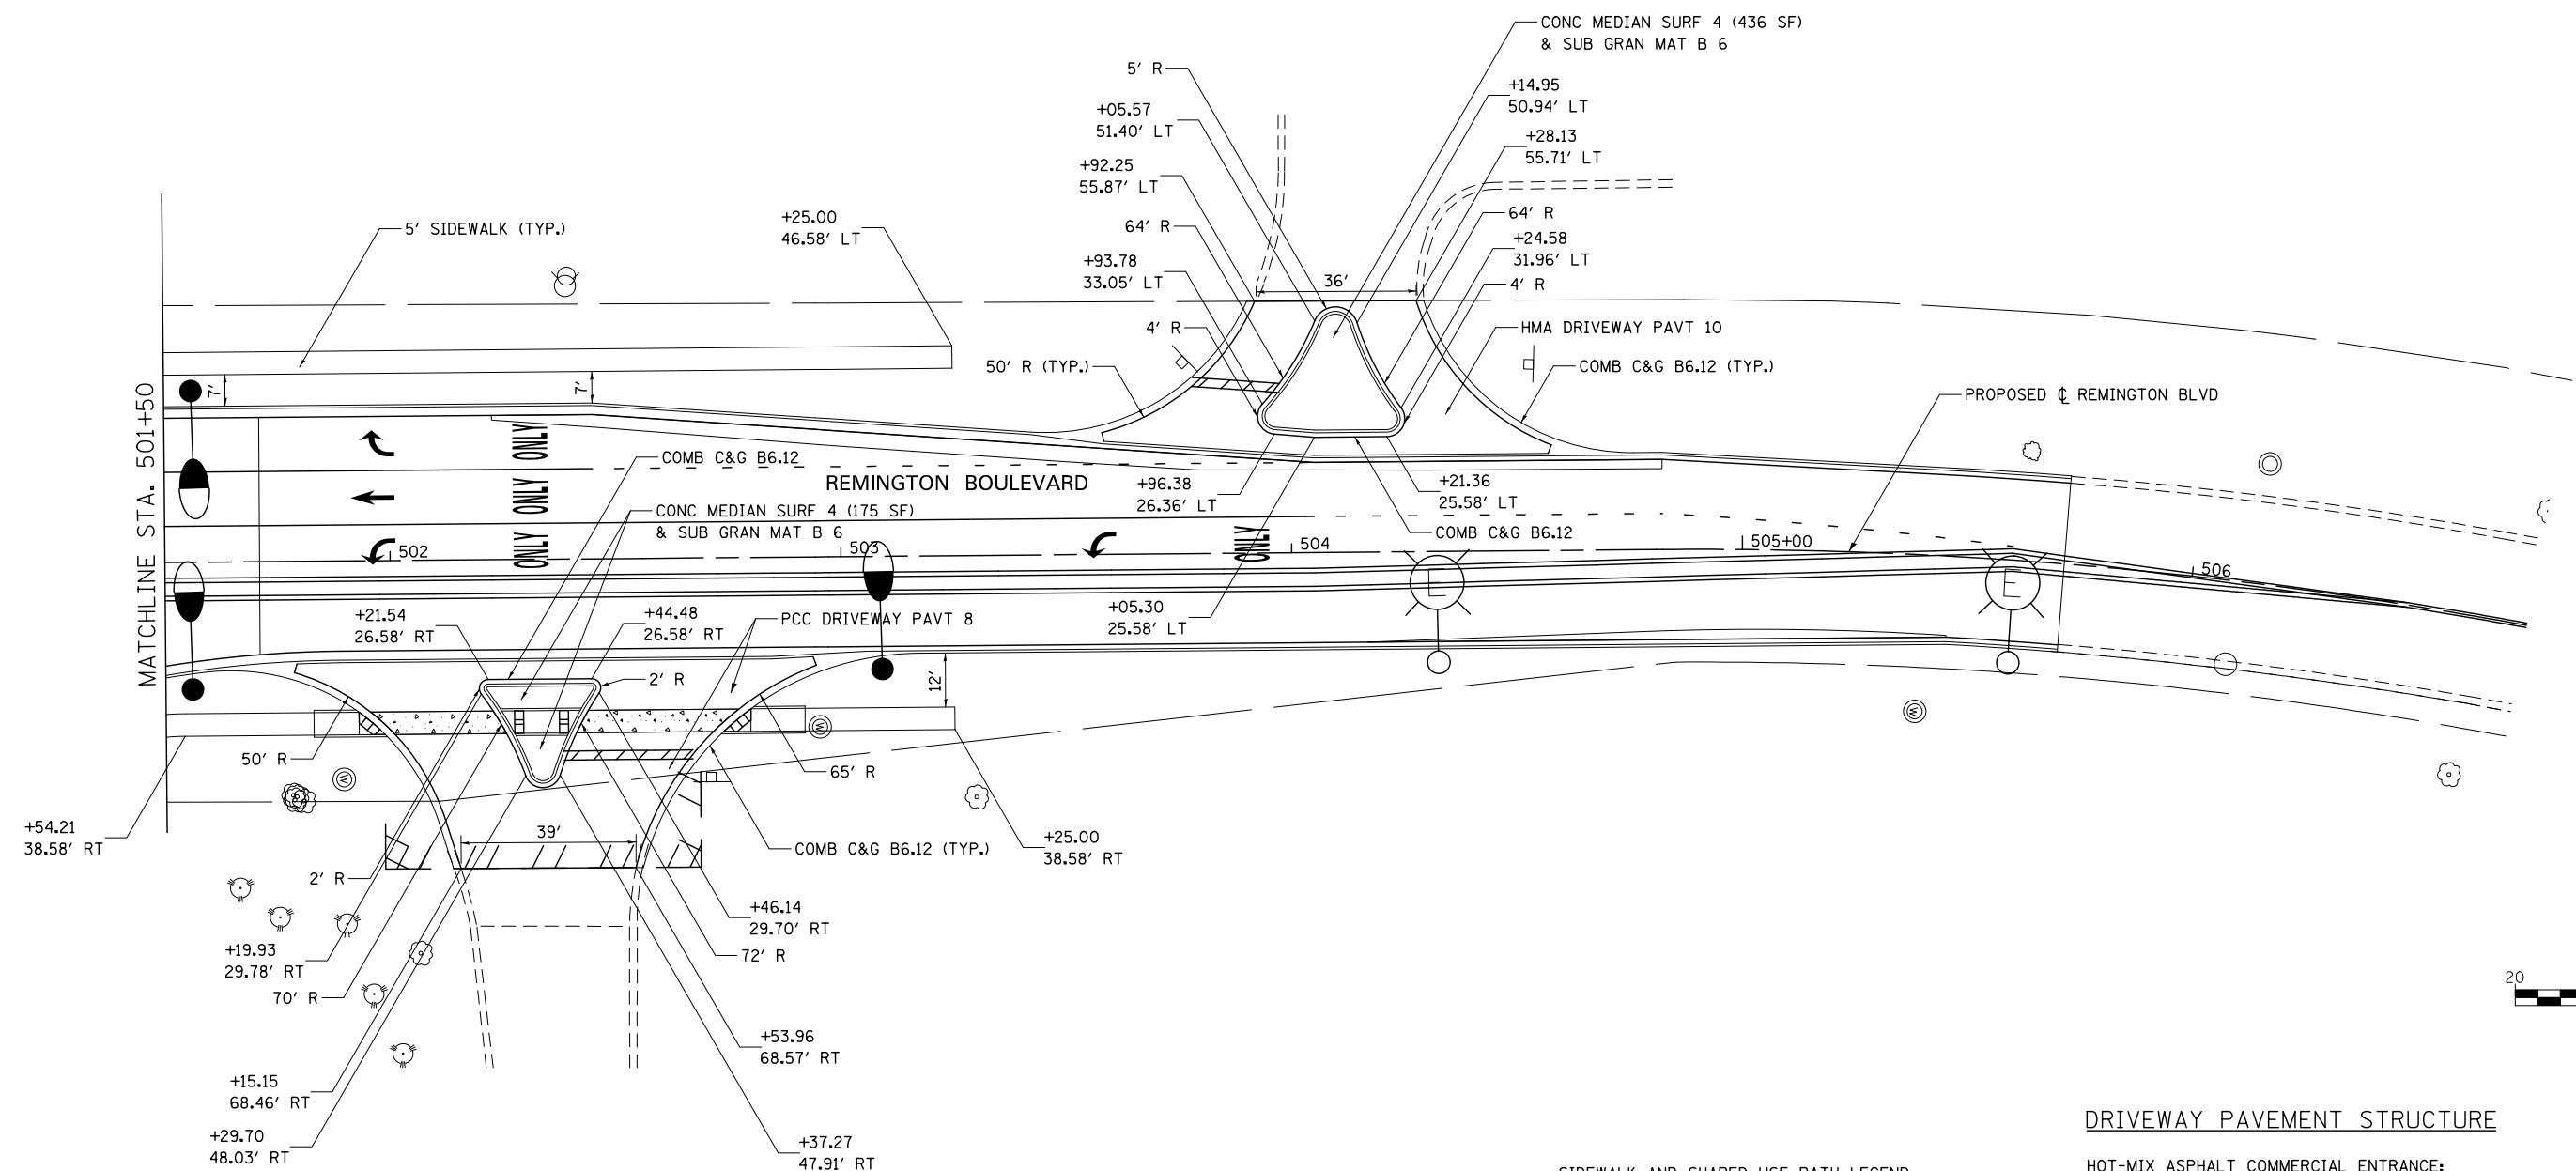 CONC MEDIAN SURF 4 (436 SF)
& SUB GRAN MAT B 6
5' R
+14.95
50.94' LT
+05.57
51.40' LT
+28.13
55.71' LT
+92.25
55.87' LT
5' SIDEWALK (TYP.)
+25.00
46.58' LT
64' R
64' R
+24.58
31.96' LT
+93.78
33.05' LT
36'
4' R
4' R
HMA DRIVEWAY PAVT 10
50' R (TYP.)
COMB C&G B6.12 (TYP.)
PROPOSED ℄ REMINGTON BLVD
7'
7'
MATCHLINE STA. 501+50
ONLY
ONLY
ONLY
COMB C&G B6.12
REMINGTON BOULEVARD
+96.38
26.36' LT
+21.36
25.58' LT
CONC MEDIAN SURF 4 (175 SF)
& SUB GRAN MAT B 6
COMB C&G B6.12
ONLY
502
503
504
505+00
506
E
E
+21.54
26.58' RT
+44.48
26.58' RT
PCC DRIVEWAY PAVT 8
+05.30
25.58' LT
2' R
12'
W
W
W
50' R
65' R
+54.21
38.58' RT
39'
COMB C&G B6.12 (TYP.)
+25.00
38.58' RT
2' R
+46.14
29.70' RT
+19.93
29.78' RT
72' R
70' R
20
+53.96
68.57' RT
+15.15
68.46' RT
+29.70
48.03' RT
+37.27
47.91' RT
DRIVEWAY PAVEMENT STRUCTURE
SIDEWALK AND SHARED USE PATH LEGEND
HOT-MIX ASPHALT COMMERCIAL ENTRANCE: